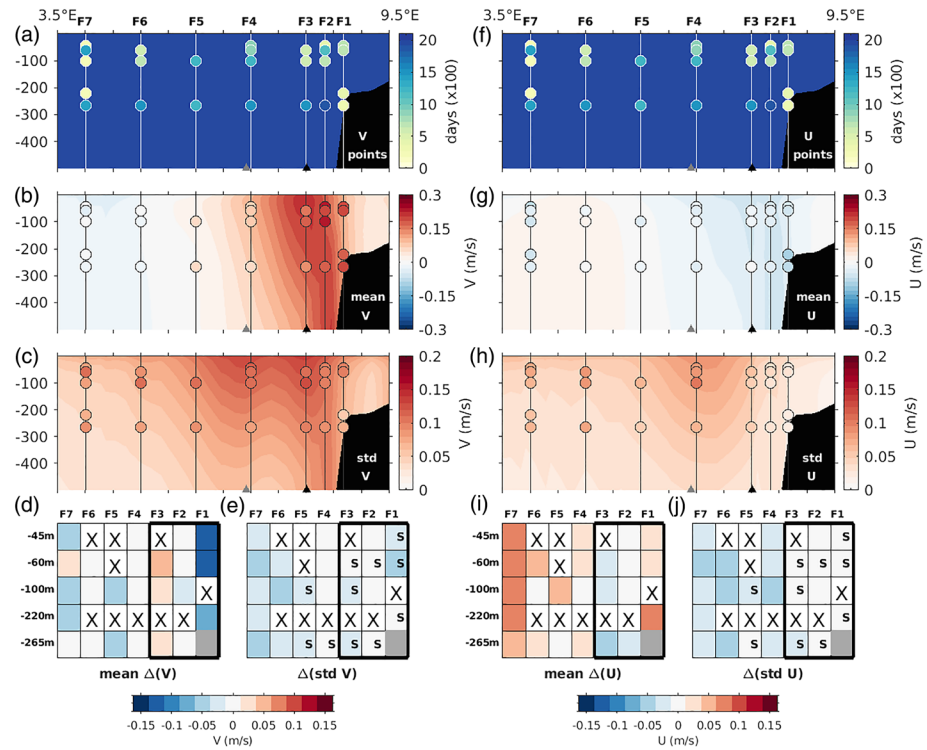 3.5°E F7 F6 F5 F4 F3 F2 F1 9.5°E
(a) -100 -200 -300 -400 V points 20 15 10 5 0 days (x100)
3.5°E F7 F6 F5 F4 F3 F2 F1 9.5°E
(f) U points 20 15 10 5 0 days (x100)
(b) -100 -200 -300 -400 mean V 0.3 0.15 0 -0.15 -0.3 V (m/s)
(g) mean U 0.3 0.15 0 -0.15 -0.3 U (m/s)
(c) -100 -200 -300 -400 std V 0.2 0.15 0.1 0.05 0 V (m/s)
(h) std U 0.2 0.15 0.1 0.05 0 U (m/s)
(d) F7 F6 F5 F4 F3 F2 F1
-45m X X X
-60m X
-100m X
-220m X X X X X
-265m
mean Δ(V)
(e) F7 F6 F5 F4 F3 F2 F1
X X X S
X S S S
S S X
X X X X X S
S S S S
Δ(std V)
-0.15 -0.1 -0.05 0 0.05 0.1 0.15
V (m/s)
(i) F7 F6 F5 F4 F3 F2 F1
-45m X X X
-60m X
-100m X
-220m X X X X X
-265m
mean Δ(U)
(j) F7 F6 F5 F4 F3 F2 F1
X X X S
X S S S
S S X
X X X X X S
S S S S
Δ(std U)
-0.15 -0.1 -0.05 0 0.05 0.1 0.15
U (m/s)